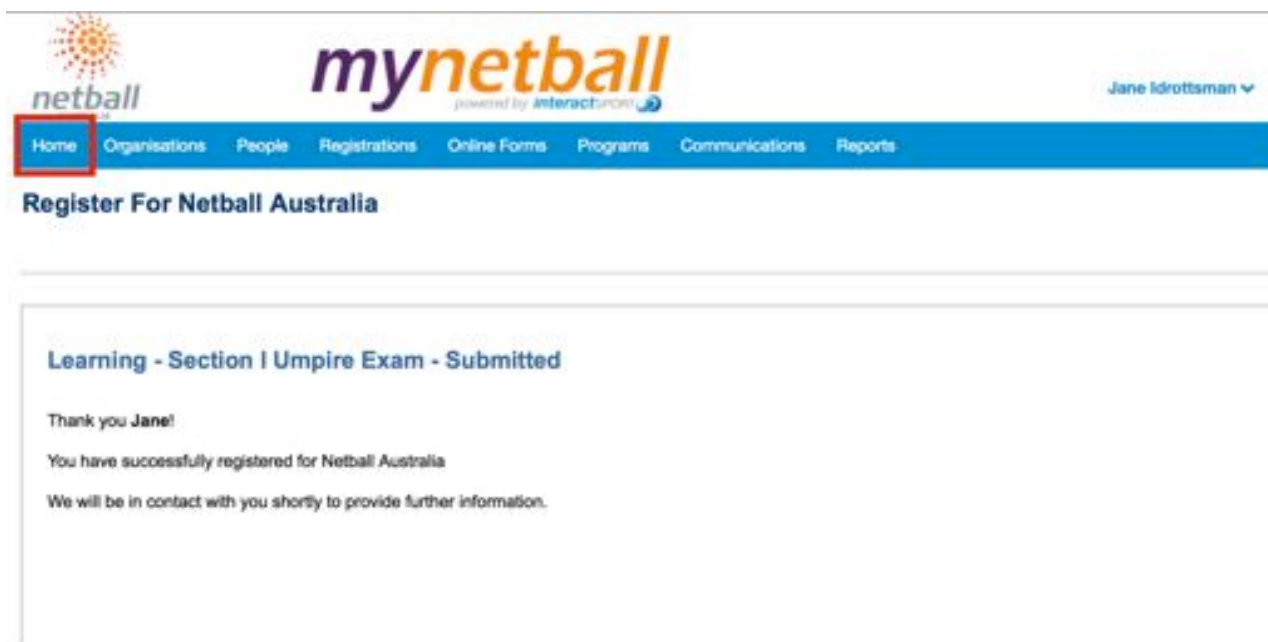 netball
mynetball
powered by interactSPORT
Jane Idrottsman
Home Organisations People Registrations Online Forms Programs Communications Reports
Register For Netball Australia
Learning - Section I Umpire Exam - Submitted
Thank you Jane!
You have successfully registered for Netball Australia
We will be in contact with you shortly to provide further information.